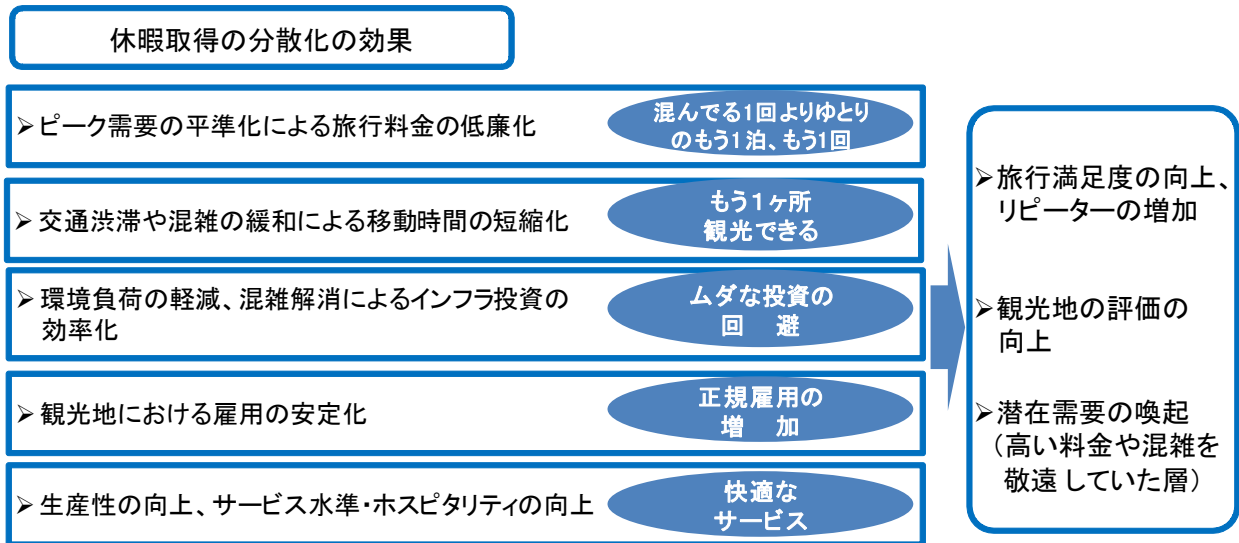 休暇取得の分散化の効果
➢ピーク需要の平準化による旅行料金の低廉化
混んでる1回よりゆとり
のもう1泊、もう1回
➢交通渋滞や混雑の緩和による移動時間の短縮化
もう1ヶ所
観光できる
➢環境負荷の軽減、混雑解消によるインフラ投資の
効率化
ムダな投資の
回 避
➢観光地における雇用の安定化
正規雇用の
増 加
➢生産性の向上、サービス水準・ホスピタリティの向上
快適な
サービス
➢旅行満足度の向上、
リピーターの増加
➢観光地の評価の
向上
➢潜在需要の喚起
（高い料金や混雑を
敬遠していた層）